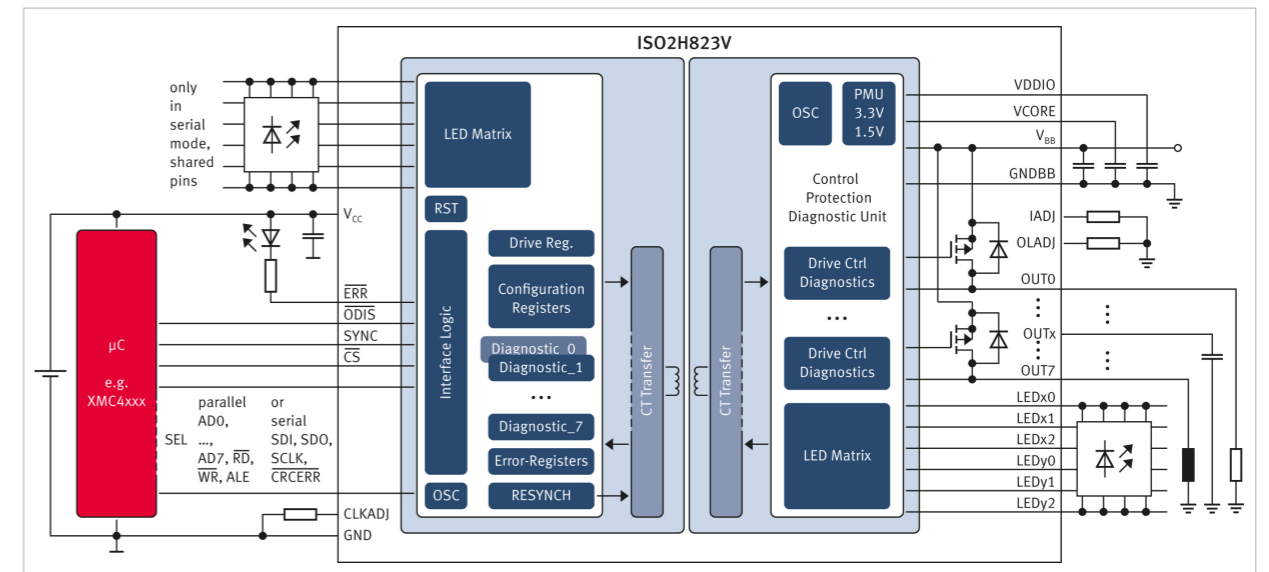 ISO2H823V
only
in
serial
mode,
shared
pins
LED Matrix
RST
VCC
Drive Reg.
Configuration
Registers
Interface Logic
Diagnostic_0
Diagnostic_1
...
Diagnostic_7
Error-Registers
OSC
RESYNCH
ERR
ODIS
SYNC
CS
µC
e.g.
XMC4xxx
SEL
parallel
AD0,
...,
AD7, RD,
WR, ALE
or
serial
SDI, SDO,
SCLK,
CRCERR
CLKADJ
GND
CT Transfer
CT Transfer
OSC
PMU
3.3V
1.5V
Control
Protection
Diagnostic Unit
Drive Ctrl
Diagnostics
...
Drive Ctrl
Diagnostics
LED Matrix
VDDIO
VCORE
VBB
GNDBB
IADJ
OLADJ
OUT0
OUTx
OUT7
LEDx0
LEDx1
LEDx2
LEDy0
LEDy1
LEDy2